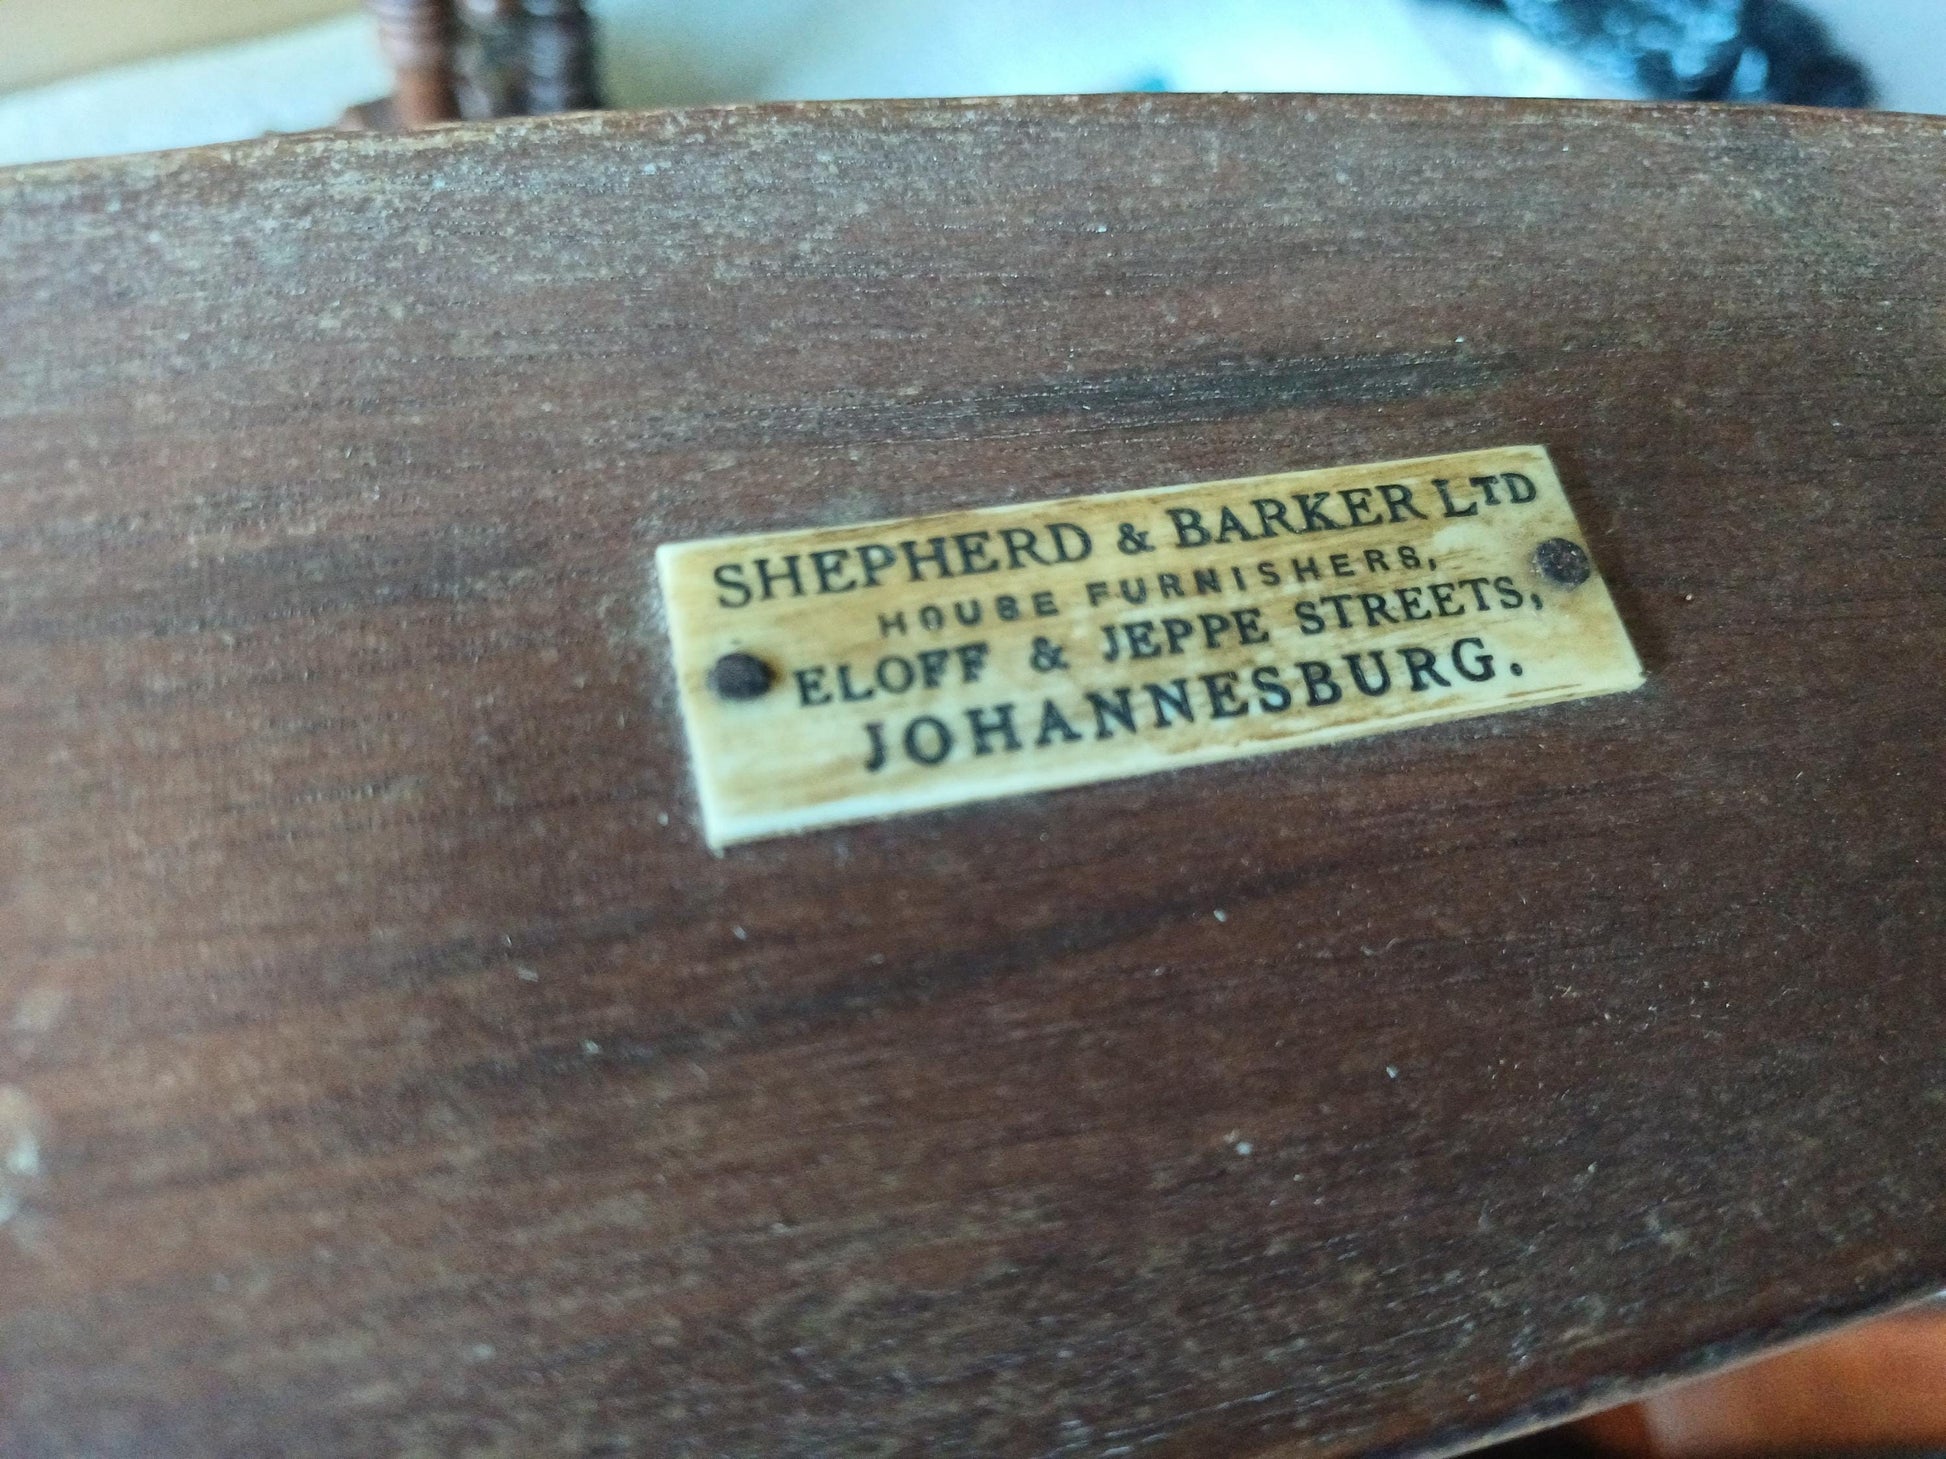 SHEPHERD & BARKER LTD
HOUSE FURNISHERS,
ELOFF & JEPPE STREETS,
JOHANNESBURG.